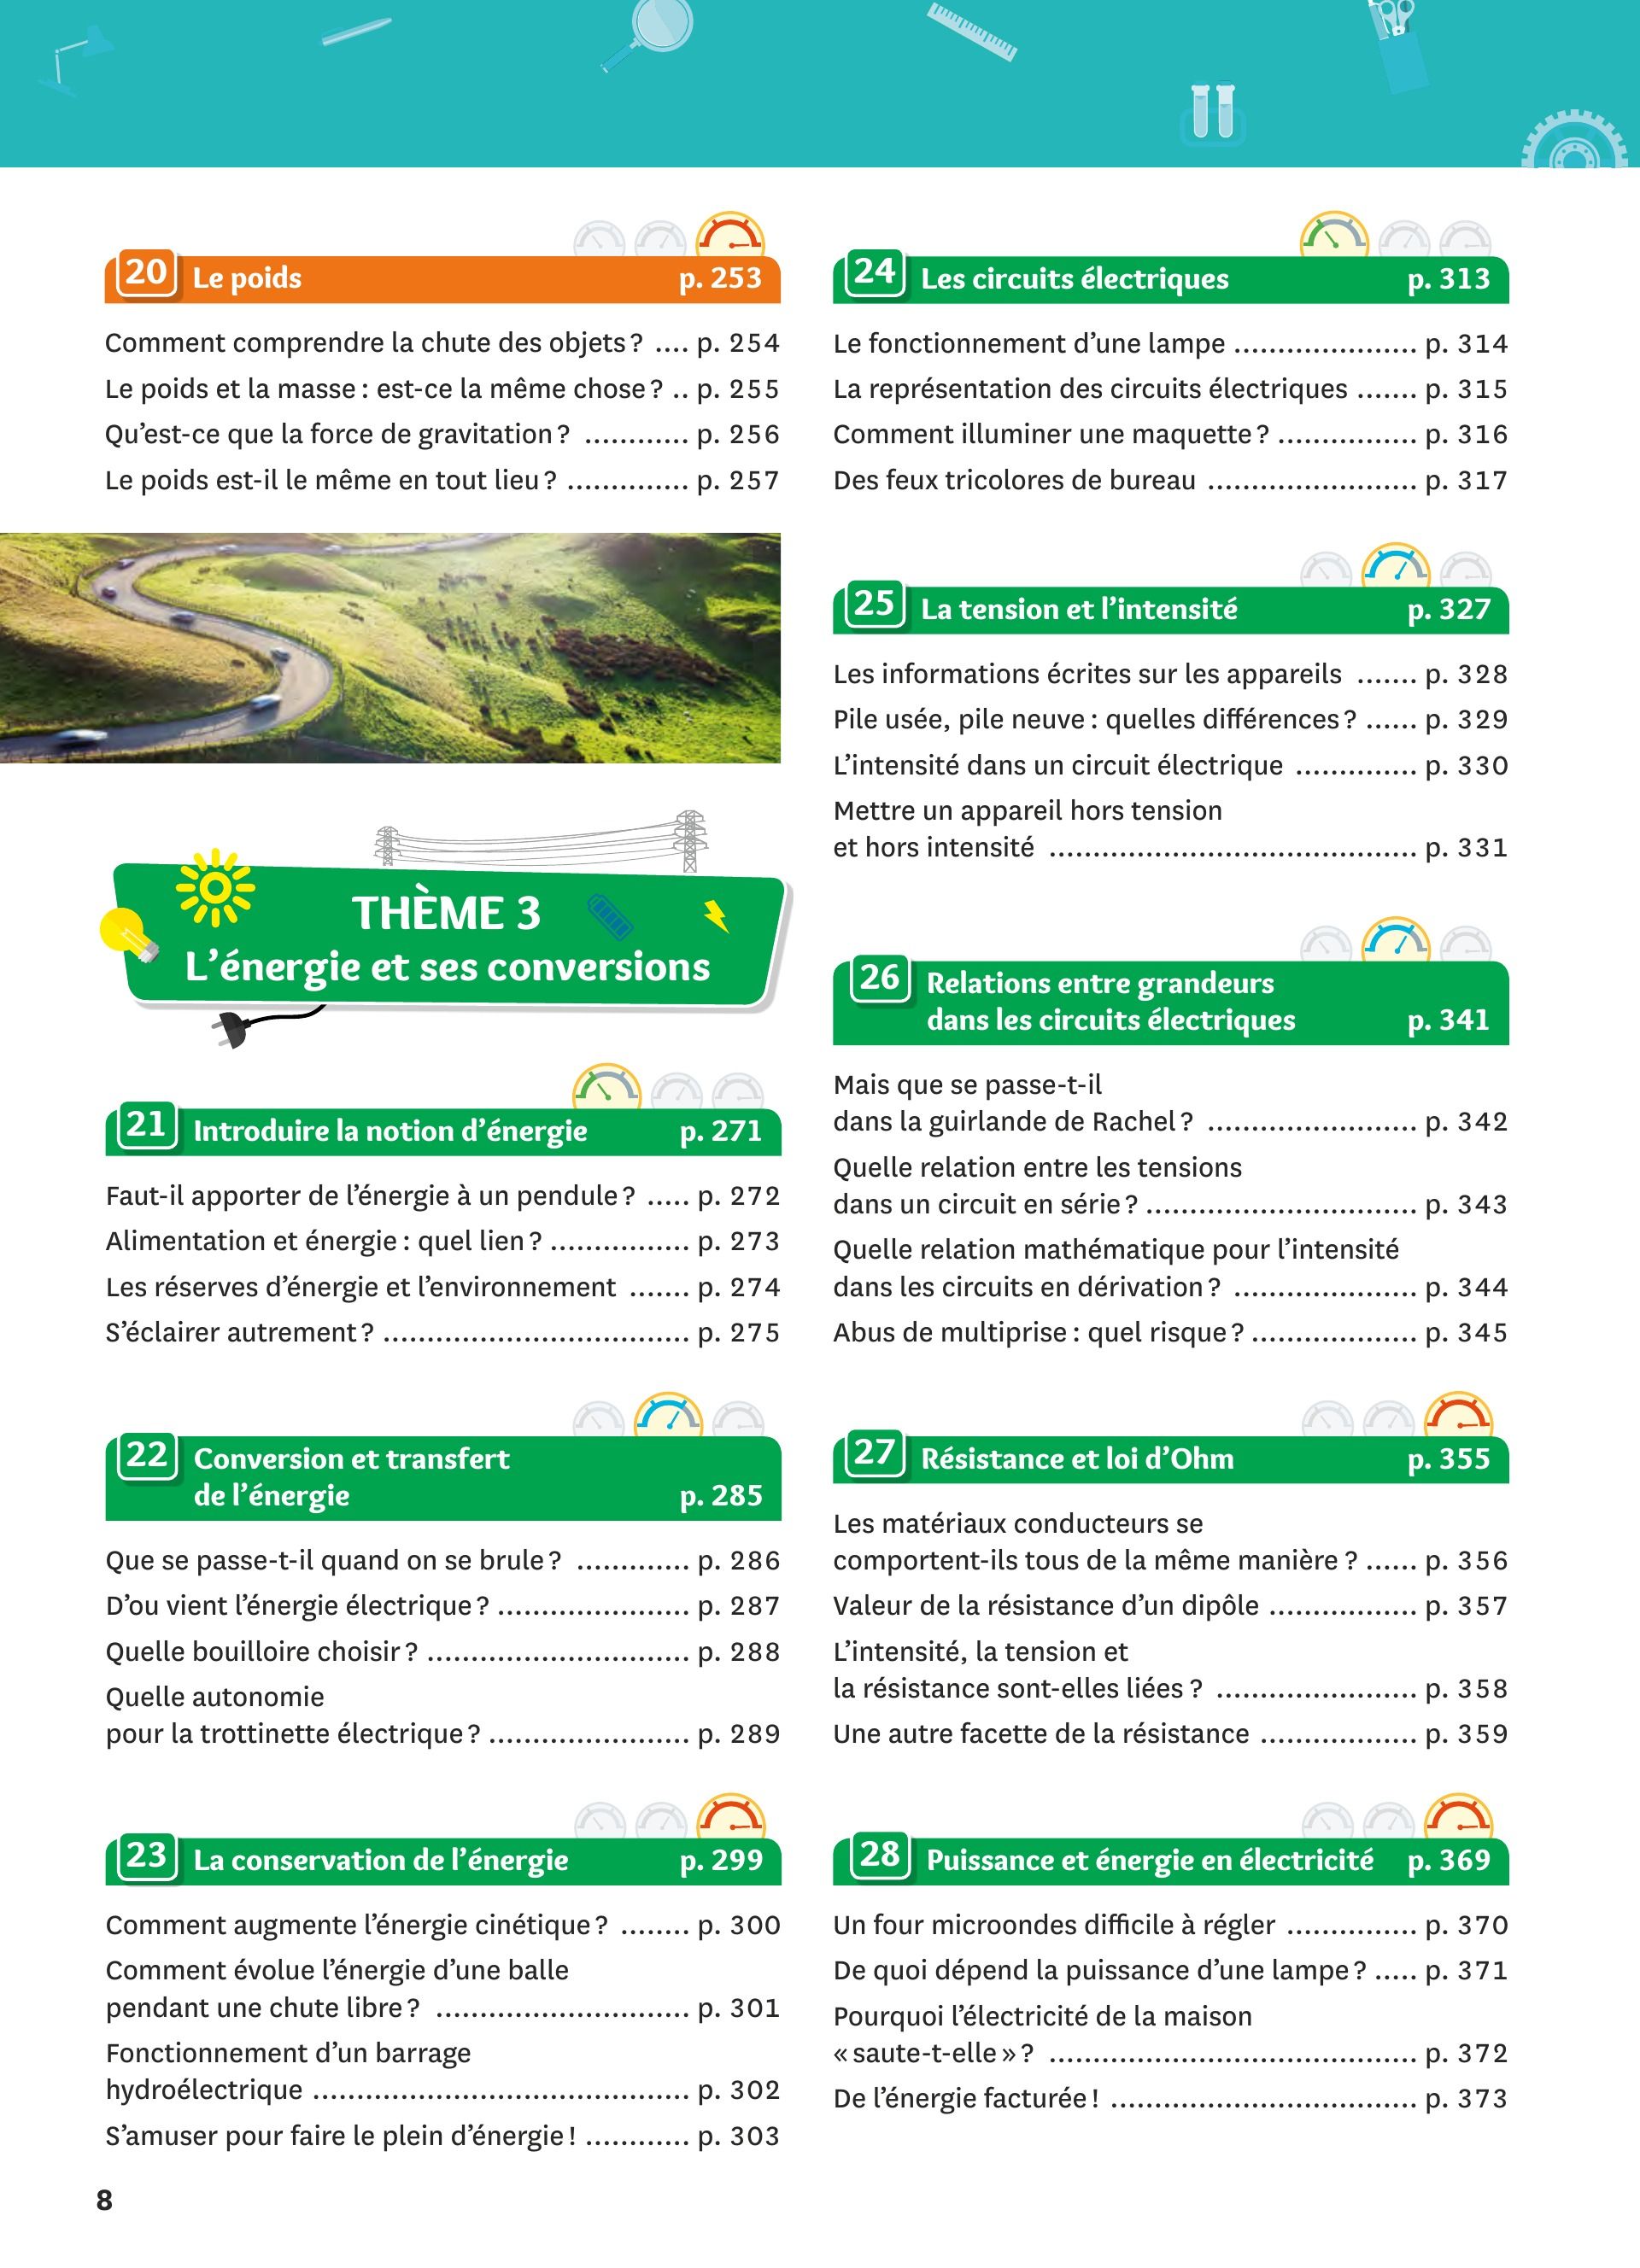 20 Le poids p. 253
Comment comprendre la chute des objets ? .... p. 254
Le poids et la masse : est-ce la même chose ? .. p. 255
Qu’est-ce que la force de gravitation ? ............ p. 256
Le poids est-il le même en tout lieu ? .............. p. 257
THÈME 3
L’énergie et ses conversions
21 Introduire la notion d’énergie p. 271
Faut-il apporter de l’énergie à un pendule ? ..... p. 272
Alimentation et énergie : quel lien ? ................ p. 273
Les réserves d’énergie et l’environnement ....... p. 274
S’éclairer autrement ? ................................... p. 275
22 Conversion et transfert
de l’énergie p. 285
Que se passe-t-il quand on se brule ? ............. p. 286
D’ou vient l’énergie électrique ? ...................... p. 287
Quelle bouilloire choisir ? .............................. p. 288
Quelle autonomie
pour la trottinette électrique ? ....................... p. 289
23 La conservation de l’énergie p. 299
Comment augmente l’énergie cinétique ? ........ p. 300
Comment évolue l’énergie d’une balle
pendant une chute libre ? ............................. p. 301
Fonctionnement d’un barrage
hydroélectrique ........................................... p. 302
S’amuser pour faire le plein d’énergie ! ............ p. 303
24 Les circuits électriques p. 313
Le fonctionnement d’une lampe ..................... p. 314
La représentation des circuits électriques ....... p. 315
Comment illuminer une maquette ? ................ p. 316
Des feux tricolores de bureau ........................ p. 317
25 La tension et l’intensité p. 327
Les informations écrites sur les appareils ....... p. 328
Pile usée, pile neuve : quelles différences ? ...... p. 329
L’intensité dans un circuit électrique .............. p. 330
Mettre un appareil hors tension
et hors intensité .......................................... p. 331
26 Relations entre grandeurs
dans les circuits électriques p. 341
Mais que se passe-t-il
dans la guirlande de Rachel ? ........................ p. 342
Quelle relation entre les tensions
dans un circuit en série ? ............................... p. 343
Quelle relation mathématique pour l’intensité
dans les circuits en dérivation ? ..................... p. 344
Abus de multiprise : quel risque ? ................... p. 345
27 Résistance et loi d’Ohm p. 355
Les matériaux conducteurs se
comportent-ils tous de la même manière ? ...... p. 356
Valeur de la résistance d’un dipôle ................. p. 357
L’intensité, la tension et
la résistance sont-elles liées ? ....................... p. 358
Une autre facette de la résistance .................. p. 359
28 Puissance et énergie en électricité p. 369
Un four microondes difficile à régler ............... p. 370
De quoi dépend la puissance d’une lampe ? ..... p. 371
Pourquoi l’électricité de la maison
« saute-t-elle » ? .......................................... p. 372
De l’énergie facturée ! ................................... p. 373
8